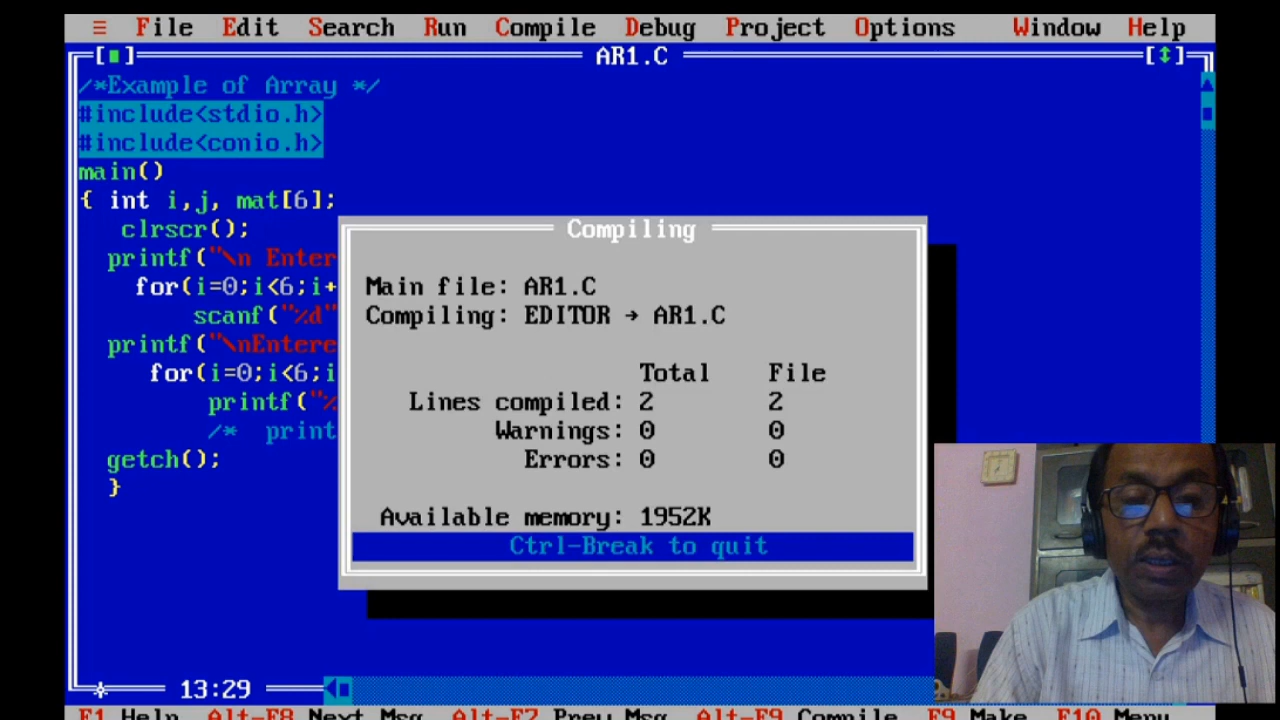 ≡ File Edit Search Run Compile Debug Project Options Window Help
[■] AR1.C [↕]
/*Example of Array */
#include<stdio.h>
#include<conio.h>
main()
{ int i,j, mat[6];
clrscr();
printf("\n Enter
for(i=0;i<6;i+
scanf("%d"
printf("\nEntere
for(i=0;i<6;i
printf("%
/* print
getch();
}
Compiling
Main file: AR1.C
Compiling: EDITOR → AR1.C
Total File
Lines compiled: 2 2
Warnings: 0 0
Errors: 0 0
Available memory: 1952K
Ctrl-Break to quit
13:29
F1 Help Alt-F8 Next Msg Alt-F7 Prev Msg Alt-F9 Compile F9 Make F10 Menu